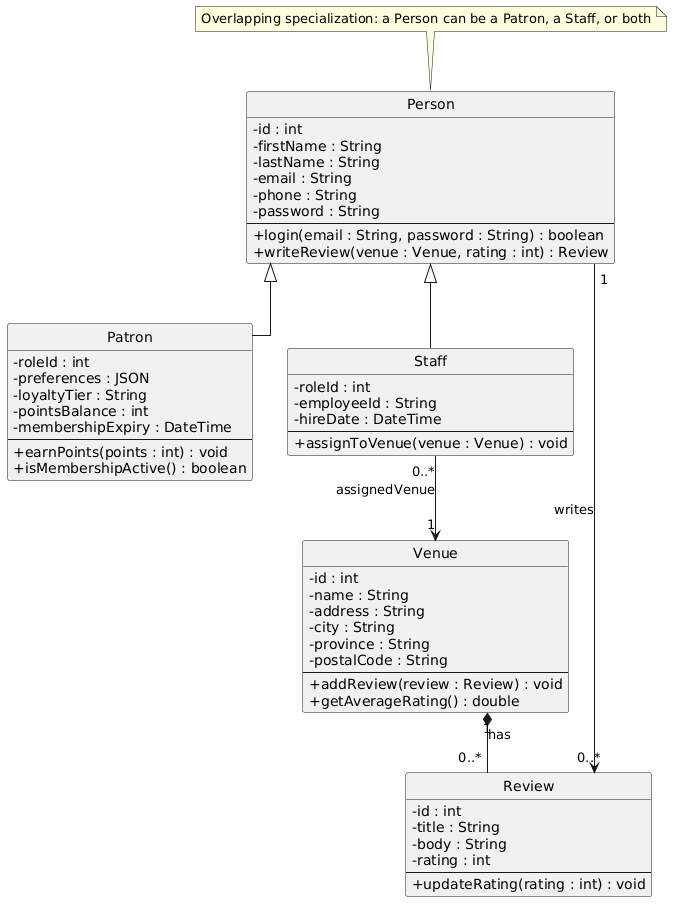 Overlapping specialization: a Person can be a Patron, a Staff, or both
Person
-id : int
-firstName : String
-lastName : String
-email : String
-phone : String
-password : String
+login(email : String, password : String) : boolean
+writeReview(venue : Venue, rating : int) : Review
1
Patron
-roleId : int
-preferences : JSON
-loyaltyTier : String
-pointsBalance : int
-membershipExpiry : DateTime
+earnPoints(points : int) : void
+isMembershipActive() : boolean
Staff
-roleId : int
-employeeId : String
-hireDate : DateTime
+assignToVenue(venue : Venue) : void
0..*
assignedVenue
1
writes
Venue
-id : int
-name : String
-address : String
-city : String
-province : String
-postalCode : String
+addReview(review : Review) : void
+getAverageRating() : double
1
has
0..*
0..*
Review
-id : int
-title : String
-body : String
-rating : int
+updateRating(rating : int) : void